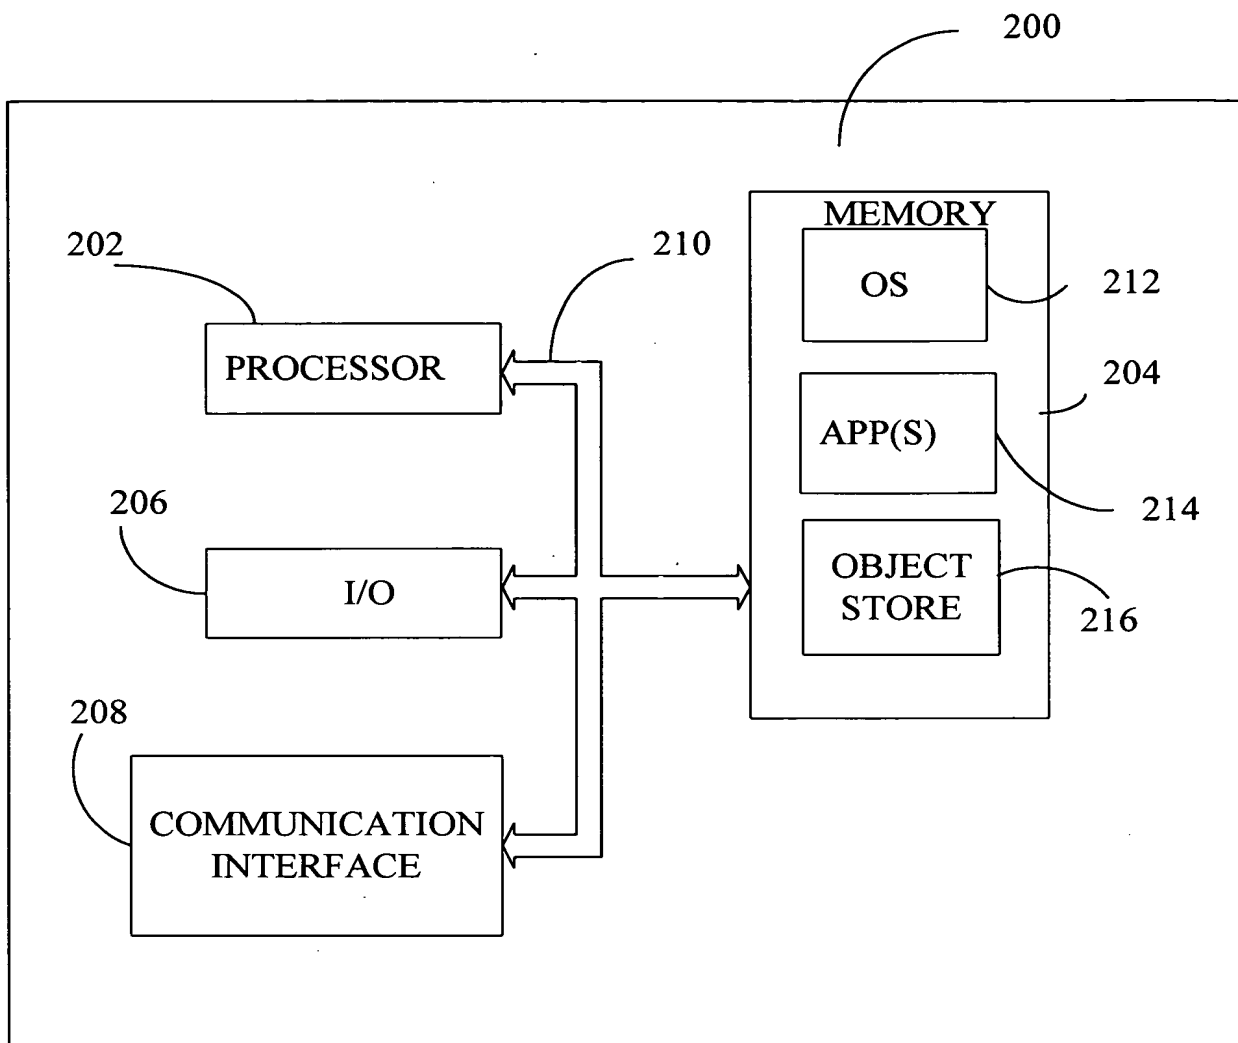 200
MEMORY
202
210
OS
212
PROCESSOR
204
APP(S)
206
214
I/O
OBJECT
STORE
216
208
COMMUNICATION
INTERFACE